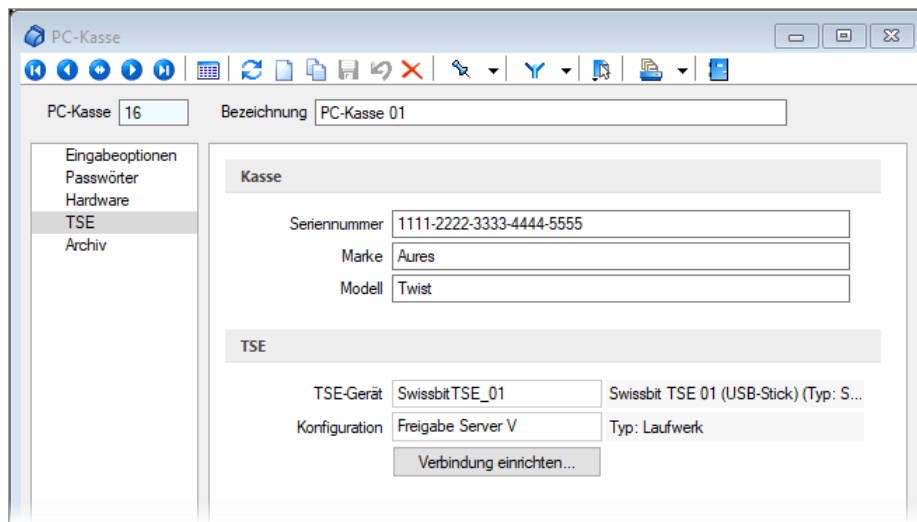 PC-Kasse
PC-Kasse 16 Bezeichnung PC-Kasse 01
Eingabeoptionen
Passwörter
Hardware
TSE
Archiv
Kasse
Seriennummer 1111-2222-3333-4444-5555
Marke Aures
Modell Twist
TSE
TSE-Gerät SwissbitTSE_01 Swissbit TSE 01 (USB-Stick) (Typ: S...
Konfiguration Freigabe Server V Typ: Laufwerk
Verbindung einrichten...